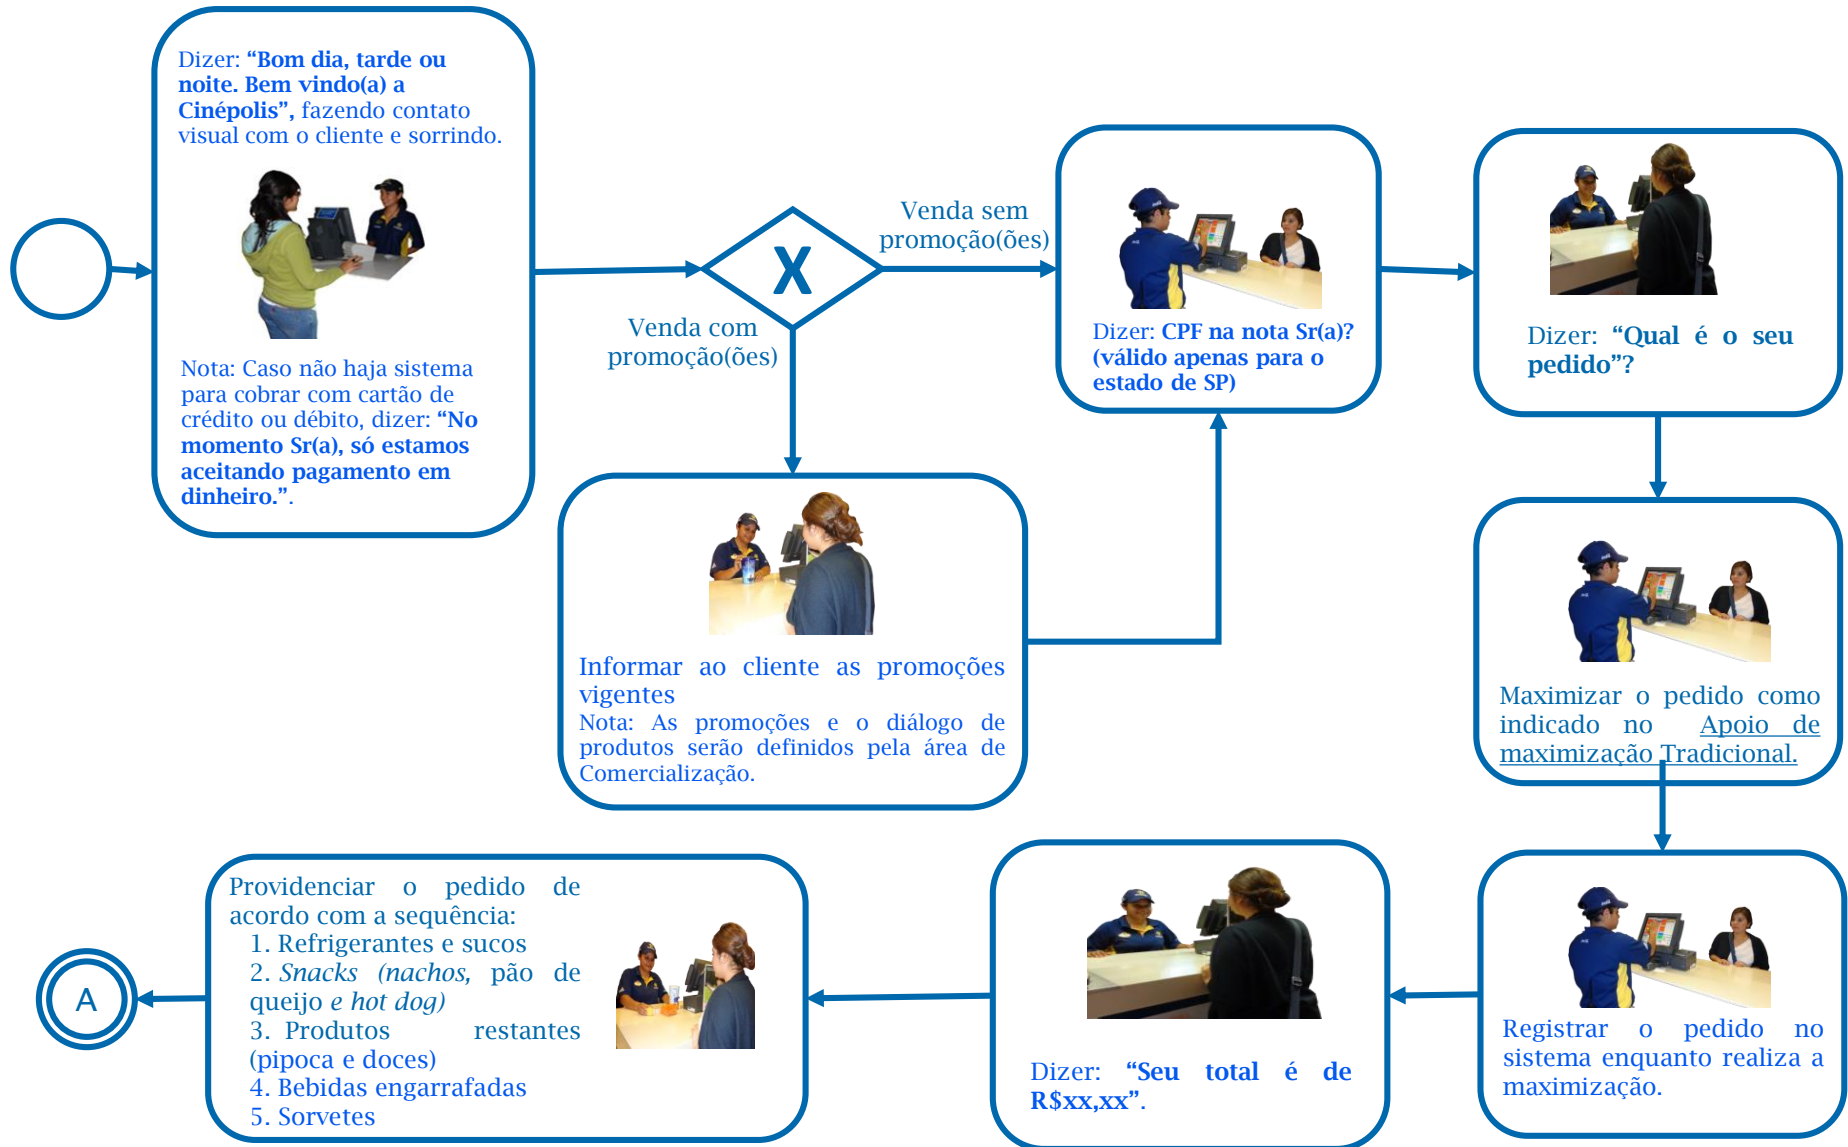 Dizer: “Bom dia, tarde ou
noite. Bem vindo(a) a
Cinépolis”, fazendo contato
visual com o cliente e sorrindo.
Nota: Caso não haja sistema
para cobrar com cartão de
crédito ou débito, dizer: “No
momento Sr(a), só estamos
aceitando pagamento em
dinheiro.”.
X
Venda sem
promoção(ões)
Venda com
promoção(ões)
Informar ao cliente as promoções
vigentes
Nota: As promoções e o diálogo de
produtos serão definidos pela área de
Comercialização.
Dizer: CPF na nota Sr(a)?
(válido apenas para o
estado de SP)
Dizer: “Qual é o seu
pedido”?
Maximizar o pedido como
indicado no Apoio de
maximização Tradicional.
Registrar o pedido no
sistema enquanto realiza a
maximização.
Dizer: “Seu total é de
R$xx,xx”.
Providenciar o pedido de
acordo com a sequência:
1. Refrigerantes e sucos
2. Snacks (nachos, pão de
queijo e hot dog)
3. Produtos restantes
(pipoca e doces)
4. Bebidas engarrafadas
5. Sorvetes
A